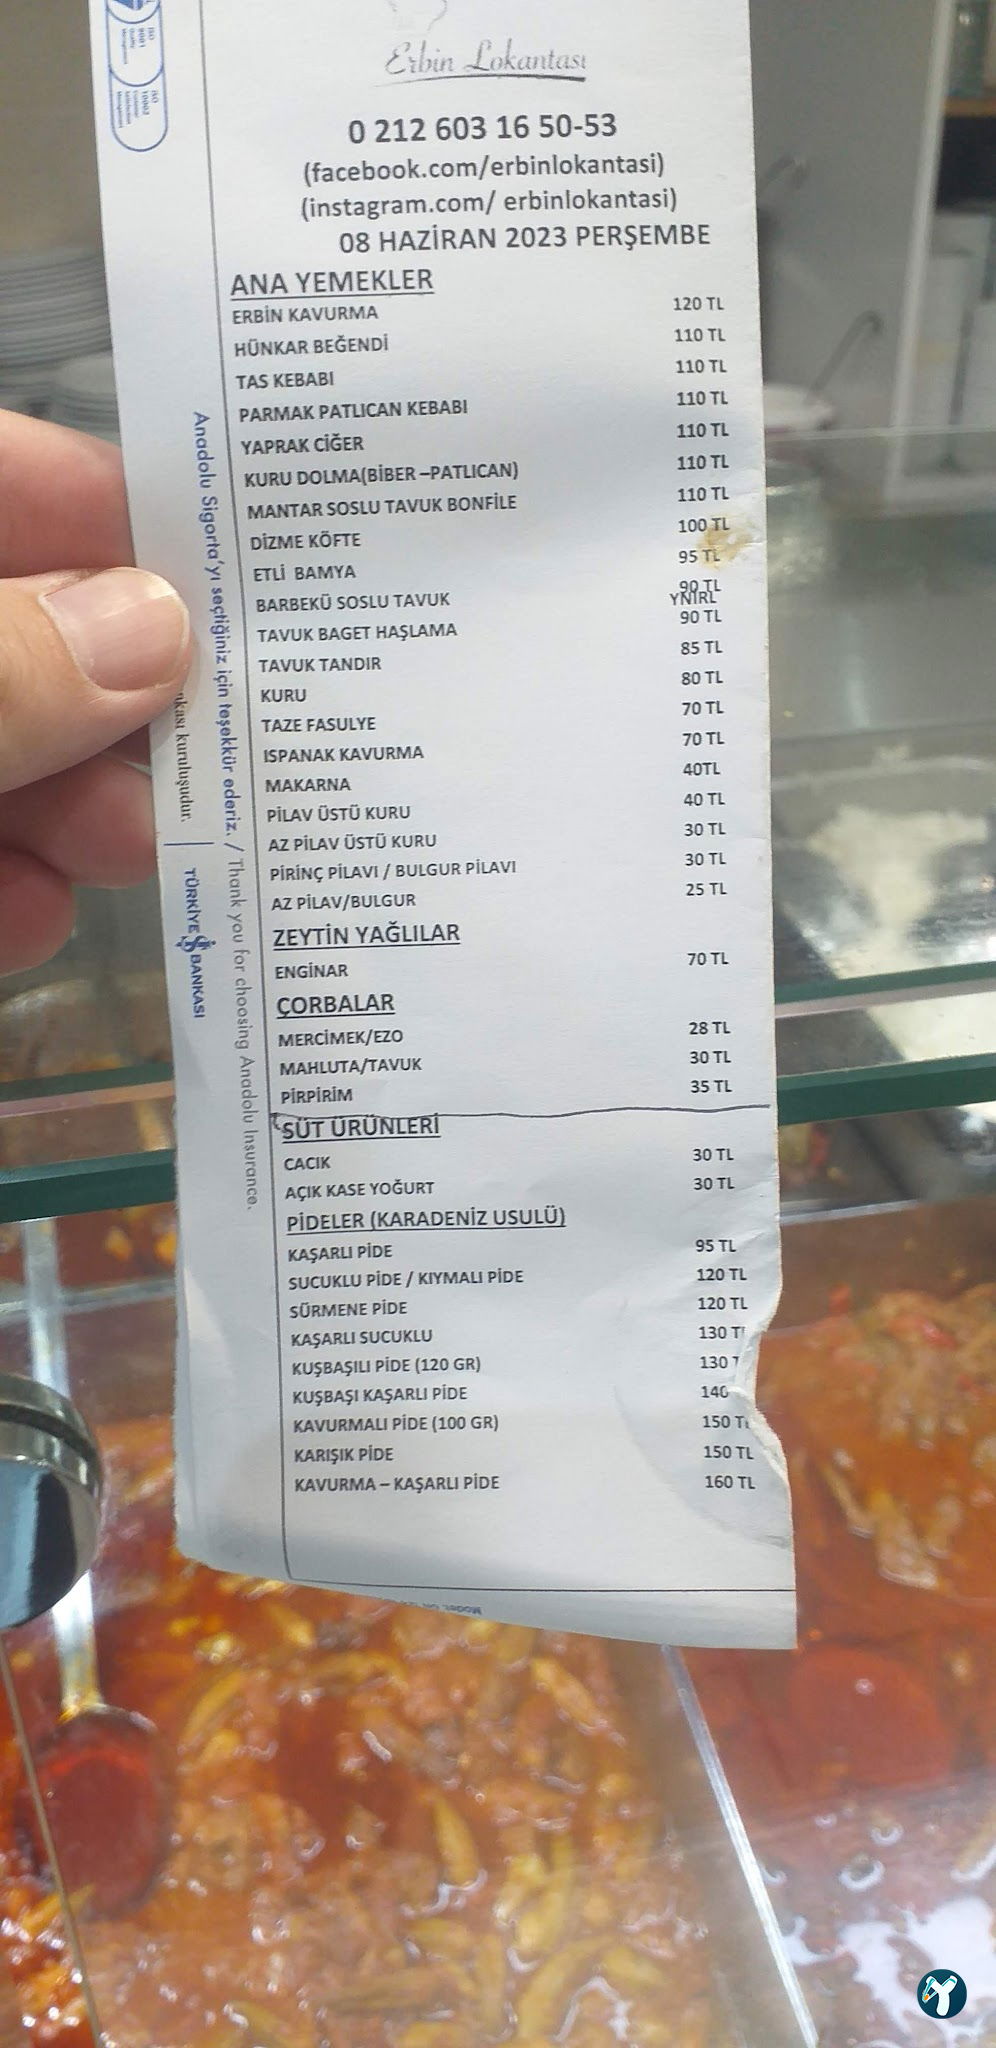 Erbin Lokantası
0 212 603 16 50-53
(facebook.com/erbinlokantasi)
(instagram.com/ erbinlokantasi)
08 HAZİRAN 2023 PERŞEMBE
ANA YEMEKLER
ERBİN KAVURMA 120 TL
HÜNKAR BEĞENDİ 110 TL
TAS KEBABI 110 TL
PARMAK PATLICAN KEBABI 110 TL
YAPRAK CİĞER 110 TL
KURU DOLMA(BİBER –PATLICAN) 110 TL
MANTAR SOSLU TAVUK BONFİLE 110 TL
DİZME KÖFTE 100 TL
ETLİ BAMYA 95 TL
BARBEKÜ SOSLU TAVUK 90 TL
TAVUK BAGET HAŞLAMA 90 TL
TAVUK TANDIR 85 TL
KURU 80 TL
TAZE FASULYE 70 TL
ISPANAK KAVURMA 70 TL
MAKARNA 40TL
PİLAV ÜSTÜ KURU 40 TL
AZ PİLAV ÜSTÜ KURU 30 TL
PİRİNÇ PİLAVI / BULGUR PİLAVI 30 TL
AZ PİLAV/BULGUR 25 TL
ZEYTİN YAĞLILAR
ENGİNAR 70 TL
ÇORBALAR
MERCİMEK/EZO 28 TL
MAHLUTA/TAVUK 30 TL
PİRPİRİM 35 TL
SÜT ÜRÜNLERİ
CACIK 30 TL
AÇIK KASE YOĞURT 30 TL
PİDELER (KARADENİZ USULÜ)
KAŞARLI PİDE 95 TL
SUCUKLU PİDE / KIYMALI PİDE 120 TL
SÜRMENE PİDE 120 TL
KAŞARLI SUCUKLU 130 T
KUŞBAŞILI PİDE (120 GR) 130
KUŞBAŞI KAŞARLI PİDE 140
KAVURMALI PİDE (100 GR) 150 TL
KARIŞIK PİDE 150 TL
KAVURMA – KAŞARLI PİDE 160 TL
Anadolu Sigorta'yı seçtiğiniz için teşekkür ederiz. / Thank you for choosing Anadolu Insurance.
kuruluşudur.
TÜRKİYE İŞ BANKASI
ISO 9001
ISO 10002